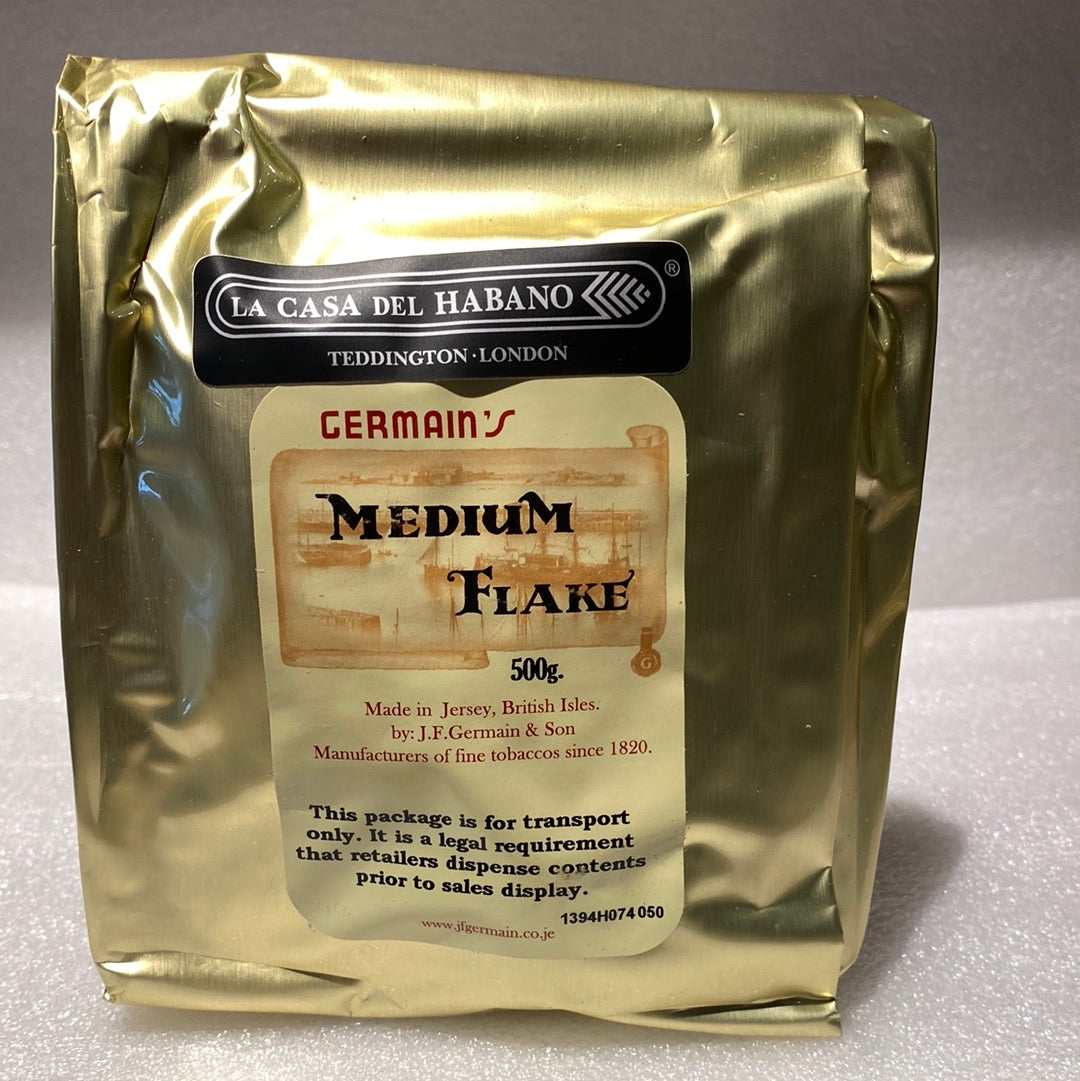 LA CASA DEL HABANO ®
TEDDINGTON · LONDON
GERMAIN'S
MEDIUM
FLAKE
500g.
G
Made in Jersey, British Isles.
by: J.F.Germain & Son
Manufacturers of fine tobaccos since 1820.
This package is for transport
only. It is a legal requirement
that retailers dispense contents
prior to sales display.
1394H074050
www.jfgermain.co.je